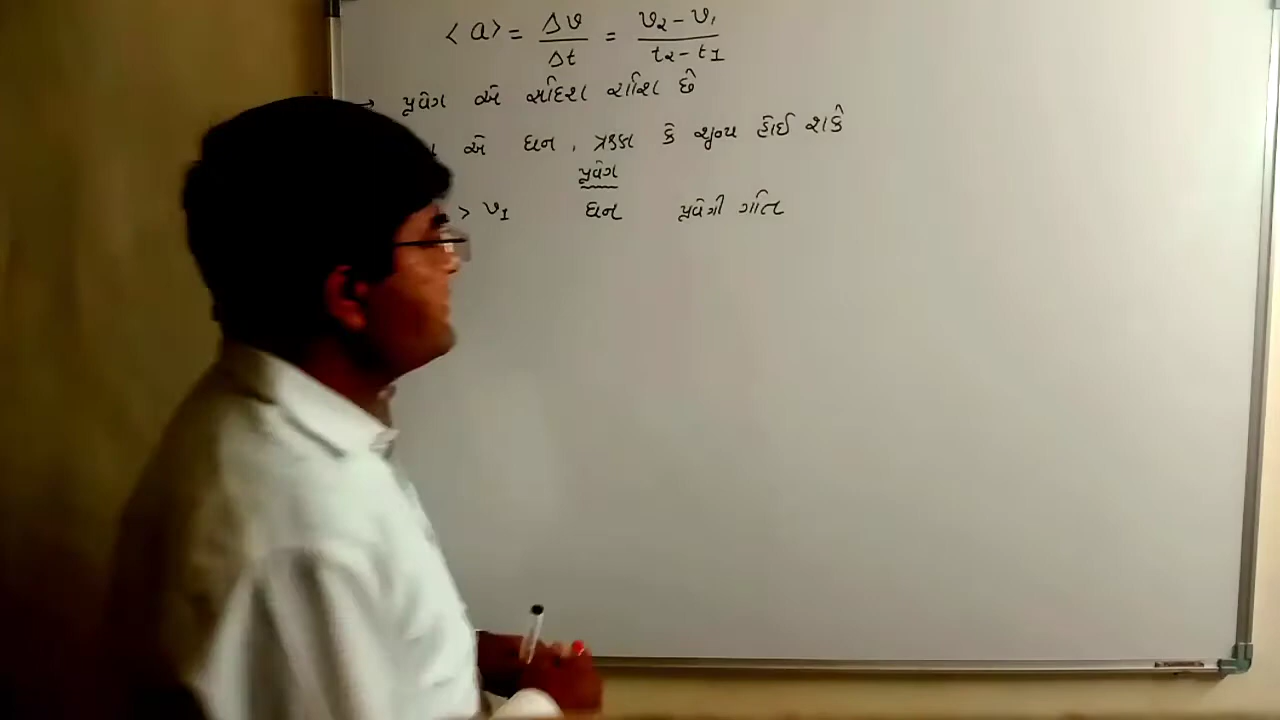 <a> = Δv/Δt = v₂ - v₁/t₂ - t₁
→ પ્રવેગ એ સદિશ રાશિ છે
એ ધન, ઋણ કે શૂન્ય હોઈ શકે
પ્રવેગ
> v₁ ધન પ્રવેગી ગતિ